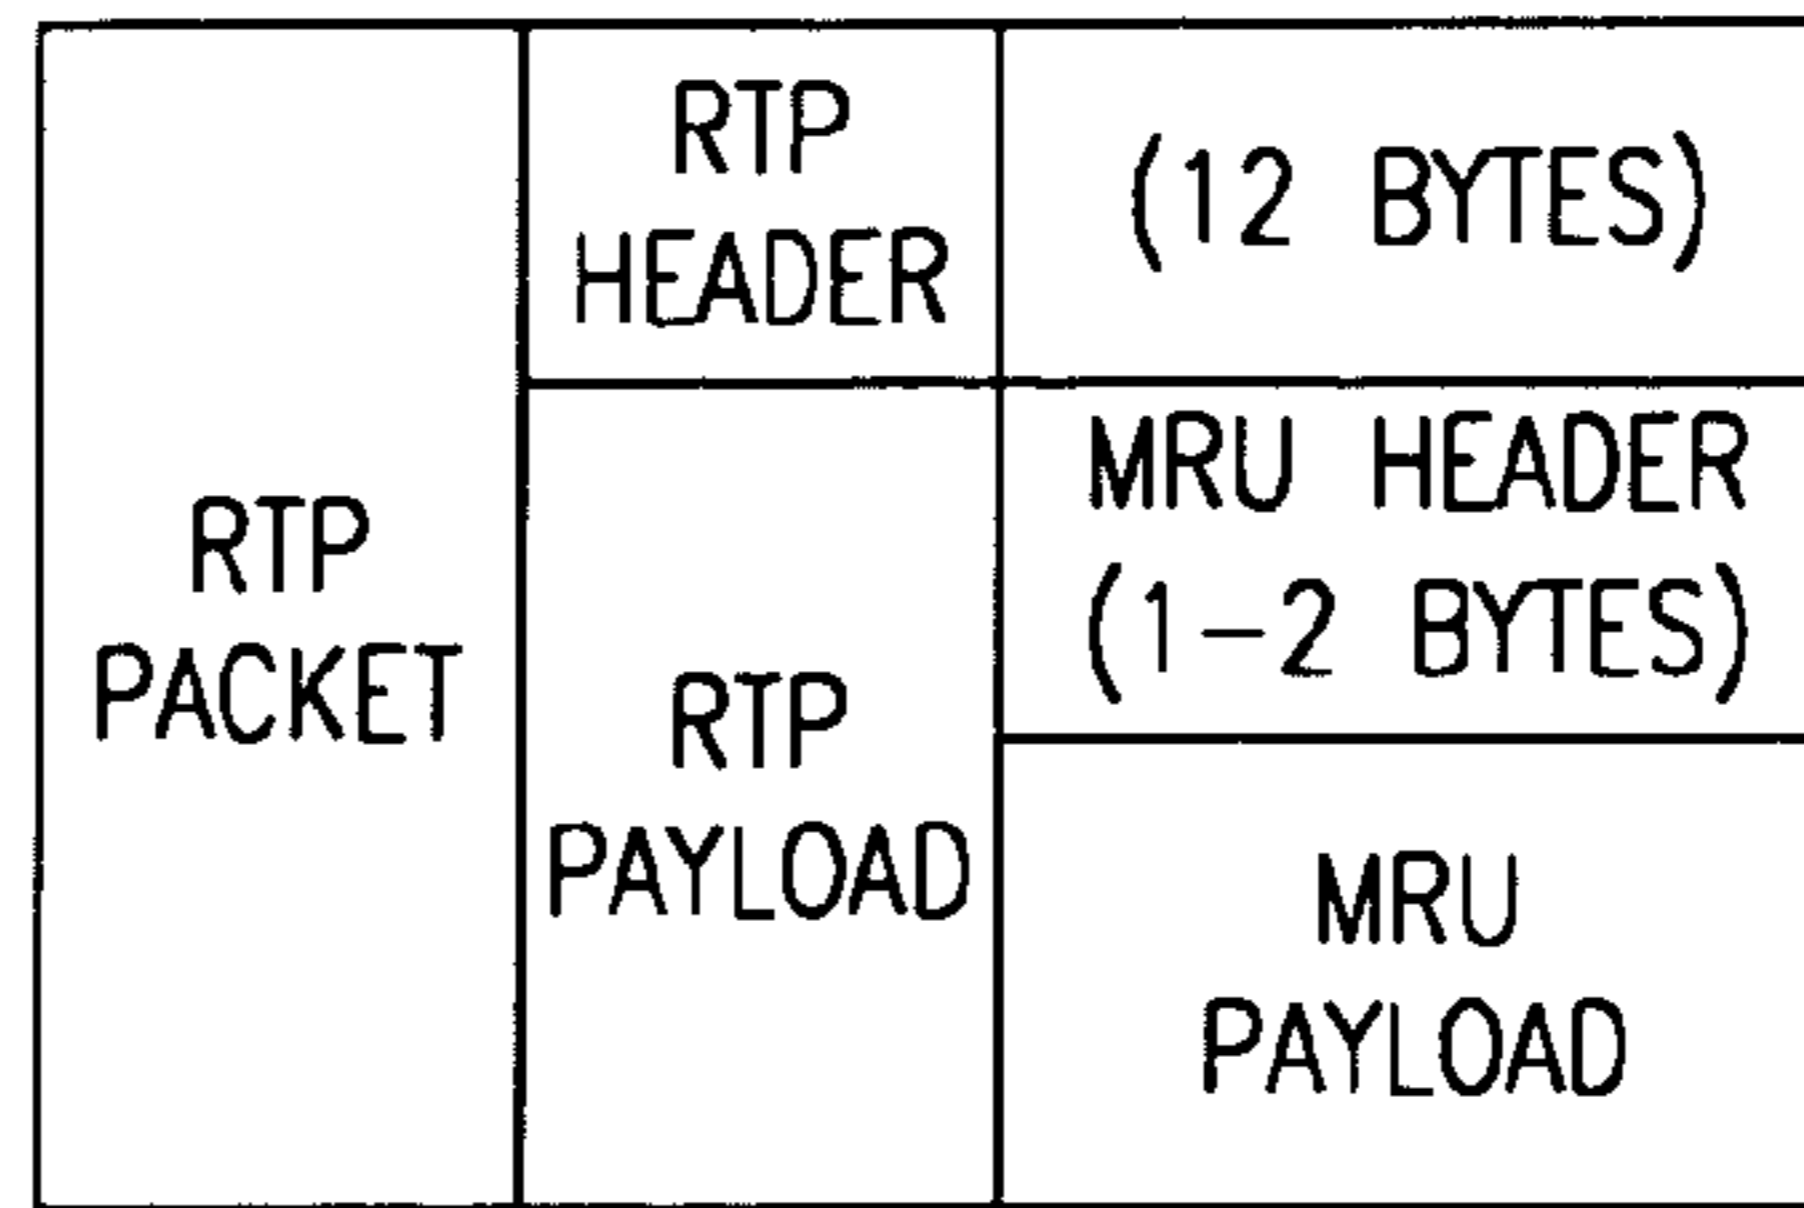 RTP
PACKET
RTP
HEADER
(12 BYTES)
RTP
PAYLOAD
MRU HEADER
(1-2 BYTES)
MRU
PAYLOAD